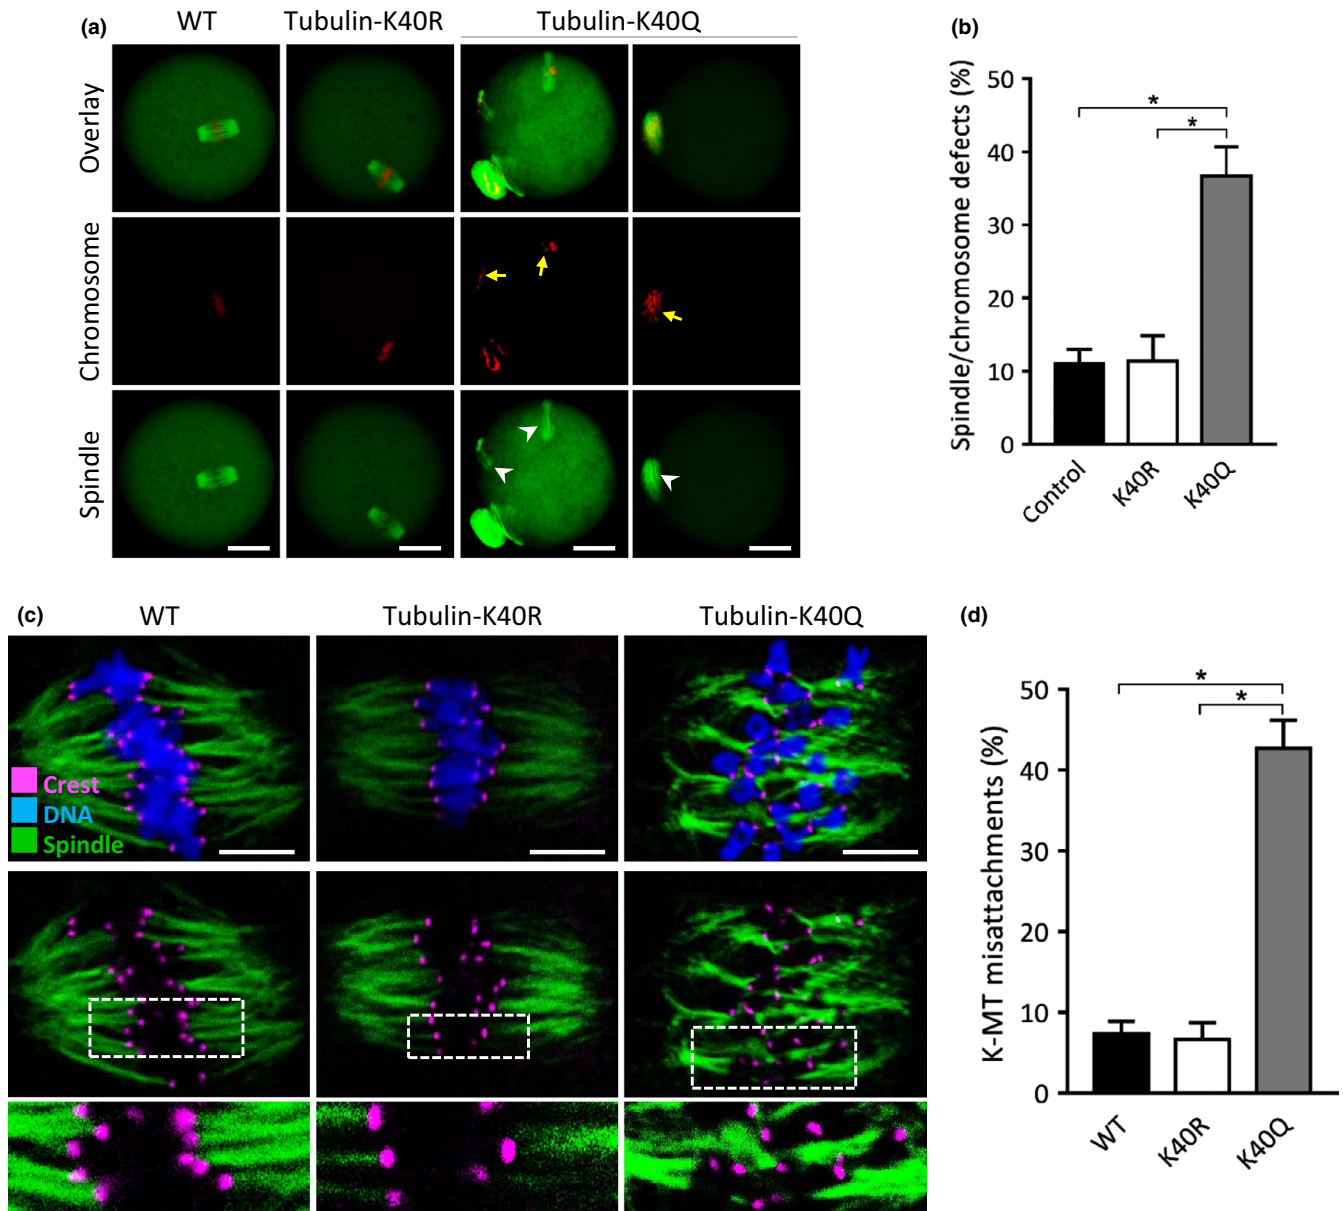 (a)
WT
Tubulin-K40R
Tubulin-K40Q
Overlay
Chromosome
Spindle
(b)
Spindle/chromosome defects (%)
50
40
30
20
10
0
*
*
Control
K40R
K40Q
(c)
WT
Tubulin-K40R
Tubulin-K40Q
Crest
DNA
Spindle
(d)
K-MT misattachments (%)
50
40
30
20
10
0
*
*
WT
K40R
K40Q